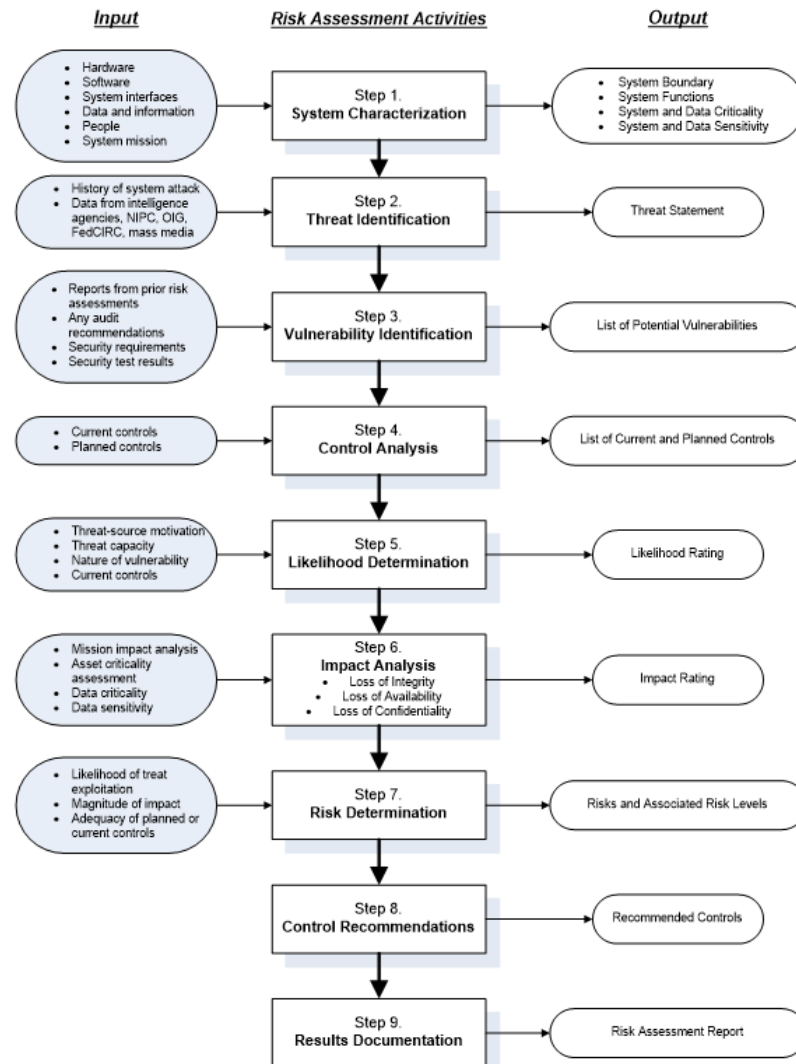 Input
Risk Assessment Activities
Output
• Hardware
• Software
• System interfaces
• Data and information
• People
• System mission
Step 1.
System Characterization
• System Boundary
• System Functions
• System and Data Criticality
• System and Data Sensitivity
• History of system attack
• Data from intelligence
agencies, NIPC, OIG,
FedCIRC, mass media
Step 2.
Threat Identification
Threat Statement
• Reports from prior risk
assessments
• Any audit
recommendations
• Security requirements
• Security test results
Step 3.
Vulnerability Identification
List of Potential Vulnerabilities
• Current controls
• Planned controls
Step 4.
Control Analysis
List of Current and Planned Controls
• Threat-source motivation
• Threat capacity
• Nature of vulnerability
• Current controls
Step 5.
Likelihood Determination
Likelihood Rating
• Mission impact analysis
• Asset criticality
assessment
• Data criticality
• Data sensitivity
Step 6.
Impact Analysis
• Loss of Integrity
• Loss of Availability
• Loss of Confidentiality
Impact Rating
• Likelihood of treat
exploitation
• Magnitude of impact
• Adequacy of planned or
current controls
Step 7.
Risk Determination
Risks and Associated Risk Levels
Step 8.
Control Recommendations
Recommended Controls
Step 9.
Results Documentation
Risk Assessment Report